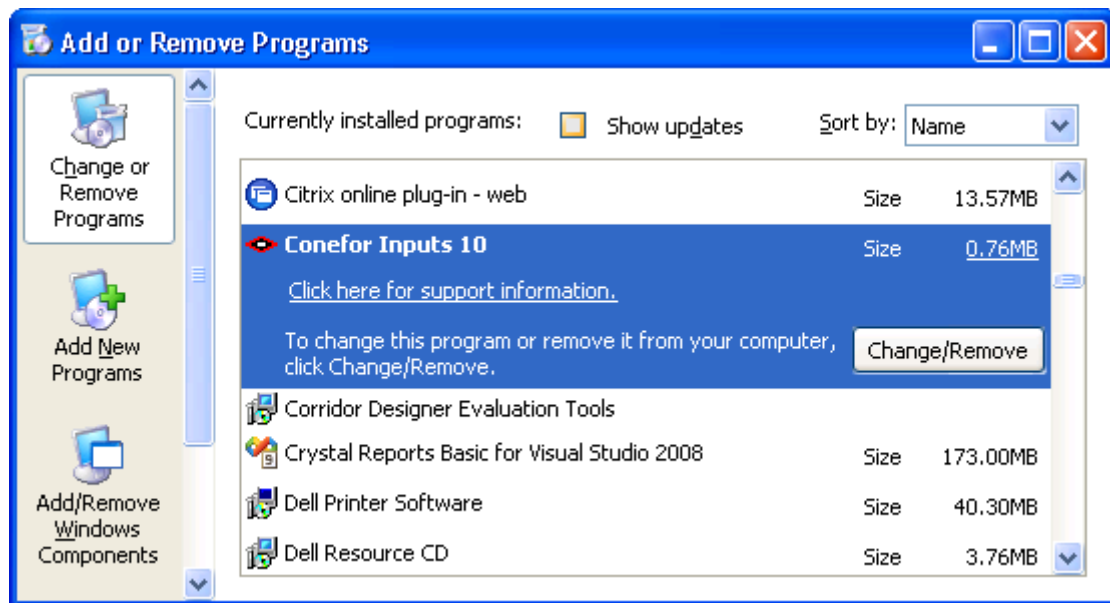 Add or Remove Programs
Change or
Remove
Programs
Add New
Programs
Add/Remove
Windows
Components
Currently installed programs:
Show updates
Sort by:
Name
Citrix online plug-in - web
Size
13.57MB
Conefor Inputs 10
Size
0.76MB
Click here for support information.
To change this program or remove it from your computer,
click Change/Remove.
Change/Remove
Corridor Designer Evaluation Tools
Crystal Reports Basic for Visual Studio 2008
Size
173.00MB
Dell Printer Software
Size
40.30MB
Dell Resource CD
Size
3.76MB